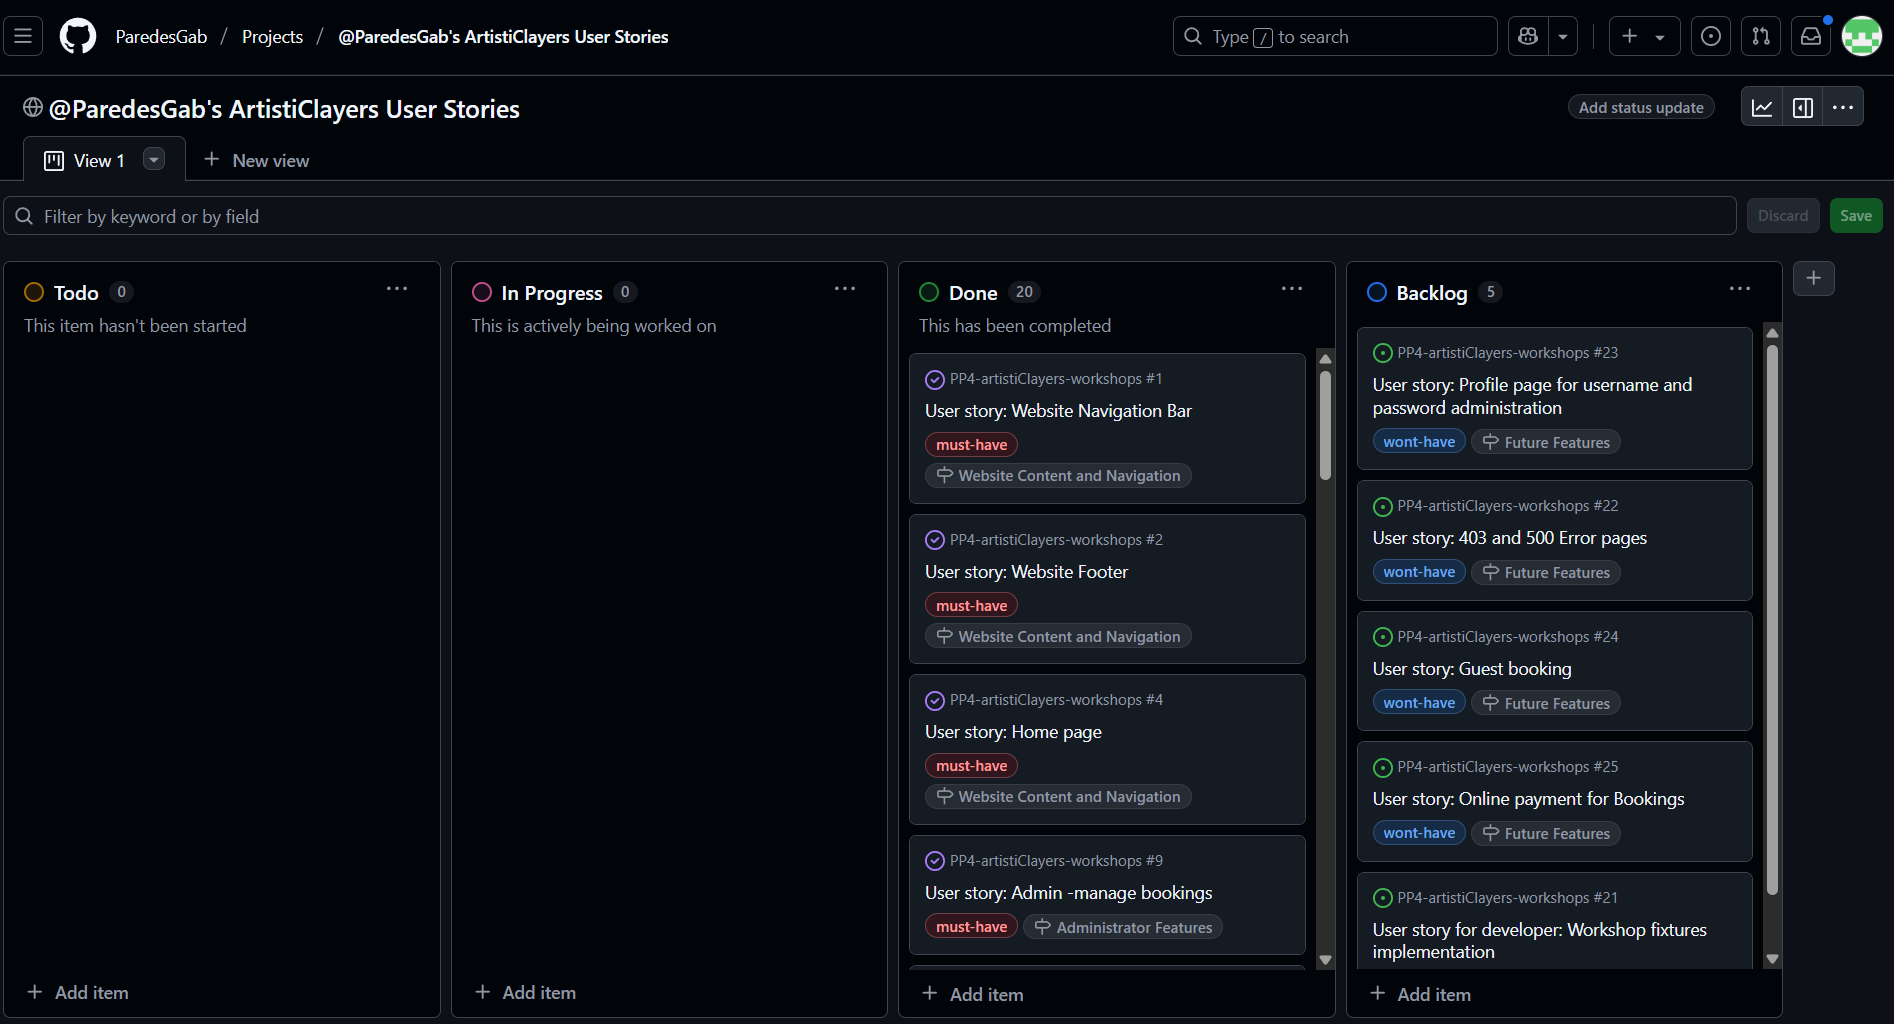 ParedesGab / Projects / @ParedesGab's ArtistiClayers User Stories
Type / to search
@ParedesGab's ArtistiClayers User Stories
Add status update
View 1
New view
Filter by keyword or by field
Discard
Save
Todo 0
This item hasn't been started
Add item
In Progress 0
This is actively being worked on
Add item
Done 20
This has been completed
PP4-artistiClayers-workshops #1
User story: Website Navigation Bar
must-have
Website Content and Navigation
PP4-artistiClayers-workshops #2
User story: Website Footer
must-have
Website Content and Navigation
PP4-artistiClayers-workshops #4
User story: Home page
must-have
Website Content and Navigation
PP4-artistiClayers-workshops #9
User story: Admin -manage bookings
must-have Administrator Features
Add item
Backlog 5
PP4-artistiClayers-workshops #23
User story: Profile page for username and
password administration
wont-have Future Features
PP4-artistiClayers-workshops #22
User story: 403 and 500 Error pages
wont-have Future Features
PP4-artistiClayers-workshops #24
User story: Guest booking
wont-have Future Features
PP4-artistiClayers-workshops #25
User story: Online payment for Bookings
wont-have Future Features
PP4-artistiClayers-workshops #21
User story for developer: Workshop fixtures
implementation
Add item